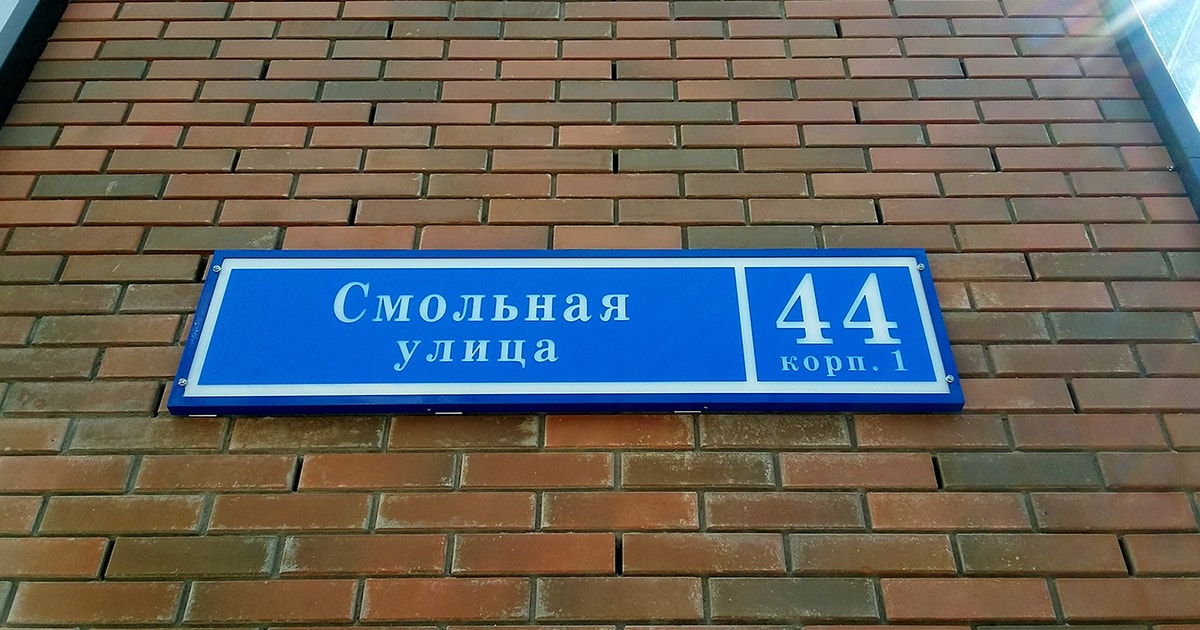 Смольная
улица
44
корп. 1